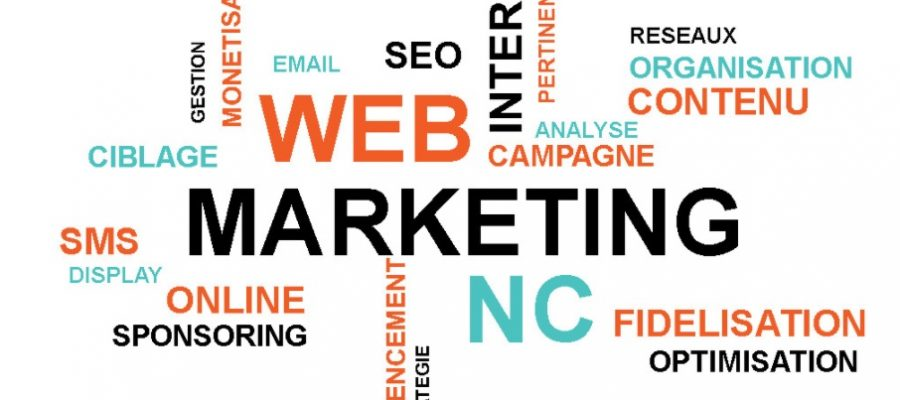 GESTION
MONETISA
EMAIL
SEO
INTER
PERTINEN
RESEAUX
ORGANISATION
CONTENU
WEB
ANALYSE
CAMPAGNE
CIBLAGE
MARKETING
SMS
DISPLAY
ONLINE
SPONSORING
ENCEMENT
TEGIE
NC
FIDELISATION
OPTIMISATION